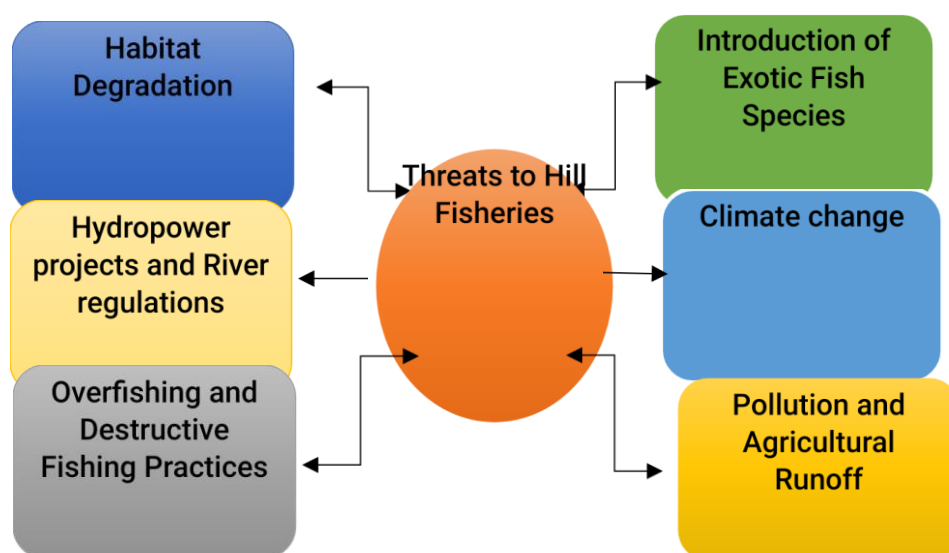 Habitat
Degradation
Introduction of
Exotic Fish
Species
Threats to Hill
Fisheries
Hydropower
projects and River
regulations
Climate change
Overfishing and
Destructive
Fishing Practices
Pollution and
Agricultural
Runoff